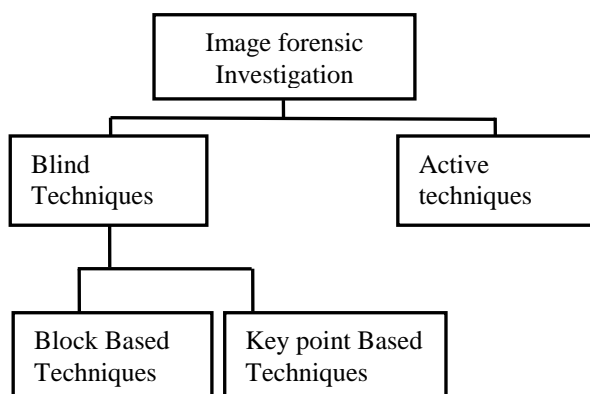 Image forensic
Investigation
Blind
Techniques
Active
techniques
Block Based
Techniques
Key point Based
Techniques